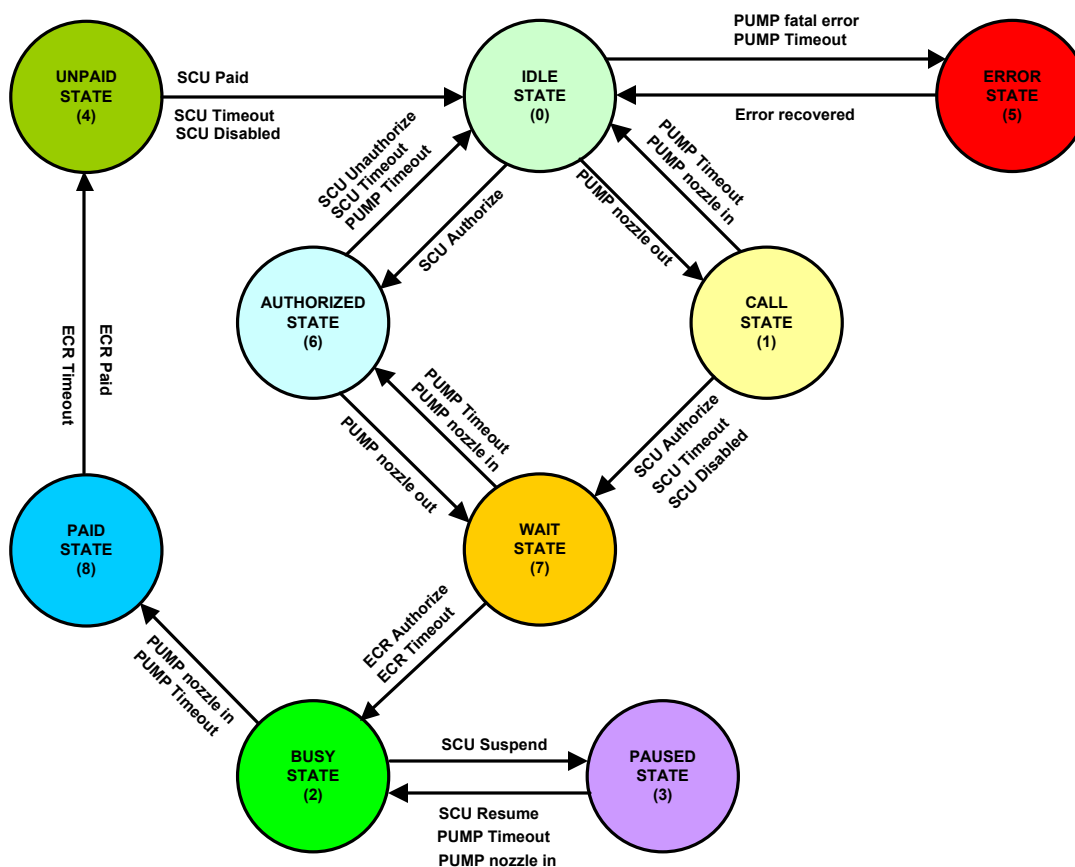 PUMP fatal error
PUMP Timeout
UNPAID
STATE
(4)
SCU Paid
SCU Timeout
SCU Disabled
IDLE
STATE
(0)
ERROR
STATE
(5)
Error recovered
SCU Unauthorize
SCU Timeout
PUMP Timeout
SCU Authorize
PUMP nozzle out
PUMP Timeout
PUMP nozzle in
AUTHORIZED
STATE
(6)
CALL
STATE
(1)
ECR Paid
ECR Timeout
PUMP Timeout
PUMP nozzle in
PUMP nozzle out
SCU Authorize
SCU Timeout
SCU Disabled
PAID
STATE
(8)
WAIT
STATE
(7)
ECR Authorize
ECR Timeout
PUMP nozzle in
PUMP Timeout
BUSY
STATE
(2)
SCU Suspend
PAUSED
STATE
(3)
SCU Resume
PUMP Timeout
PUMP nozzle in